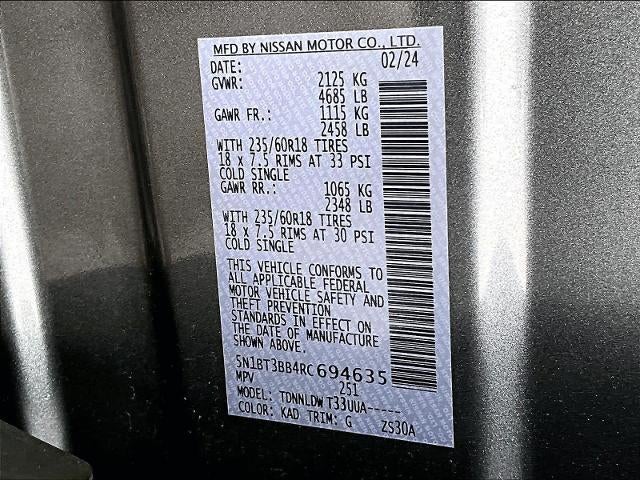 MFD BY NISSAN MOTOR CO., LTD.
DATE: 02/24
GVWR: 2125 KG
4685 LB
GAWR FR.: 1115 KG
2458 LB
WITH 235/60R18 TIRES
18 x 7.5 RIMS AT 33 PSI
COLD SINGLE
GAWR RR.: 1065 KG
2348 LB
WITH 235/60R18 TIRES
18 x 7.5 RIMS AT 30 PSI
COLD SINGLE
THIS VEHICLE CONFORMS TO
ALL APPLICABLE FEDERAL
MOTOR VEHICLE SAFETY AND
THEFT PREVENTION
STANDARDS IN EFFECT ON
THE DATE OF MANUFACTURE
SHOWN ABOVE.
5N1BT3BB4RC694635
MPV 251
MODEL: TDNNLDWT33UUA-----
COLOR: KAD TRIM: G ZS30A